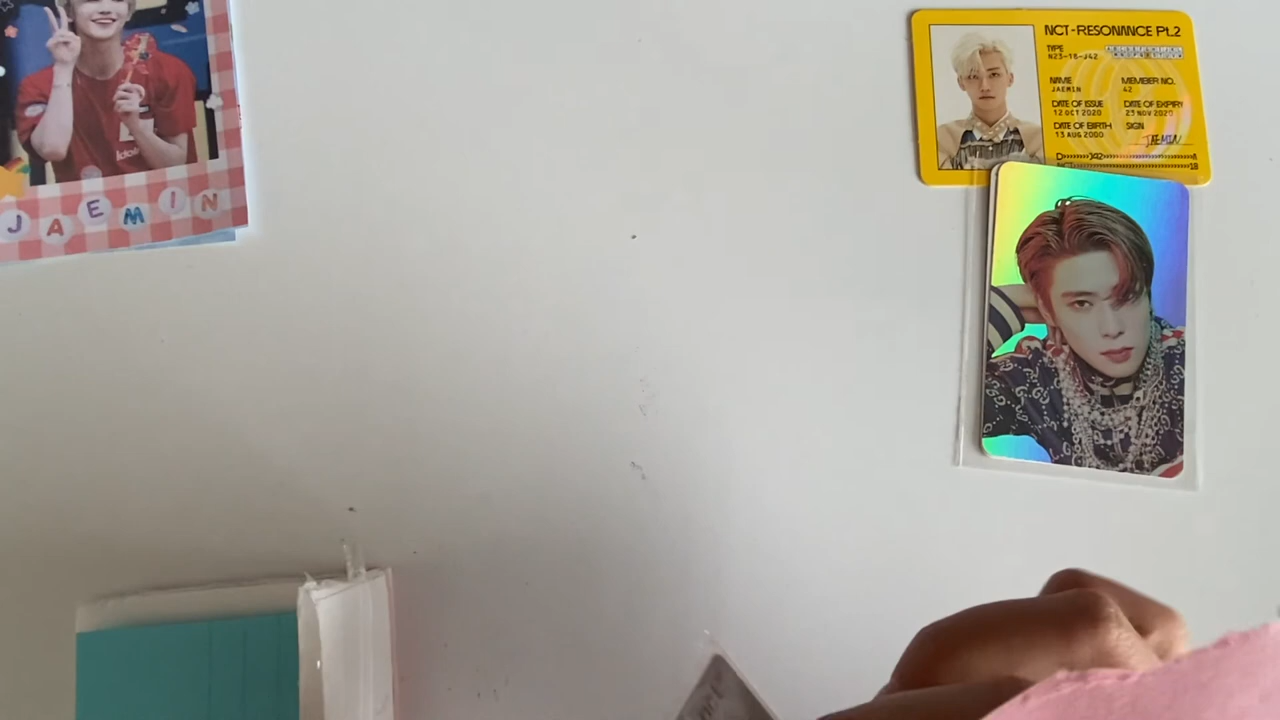 JAEMIN
NCT-RESONANCE Pt.2
TYPE
N23-18-J42
NAME
JAEMIN
MEMBER NO.
42
DATE OF ISSUE
12 OCT 2020
DATE OF EXPIRY
23 NOV 2020
DATE OF BIRTH
13 AUG 2000
SIGN
JAEMIN